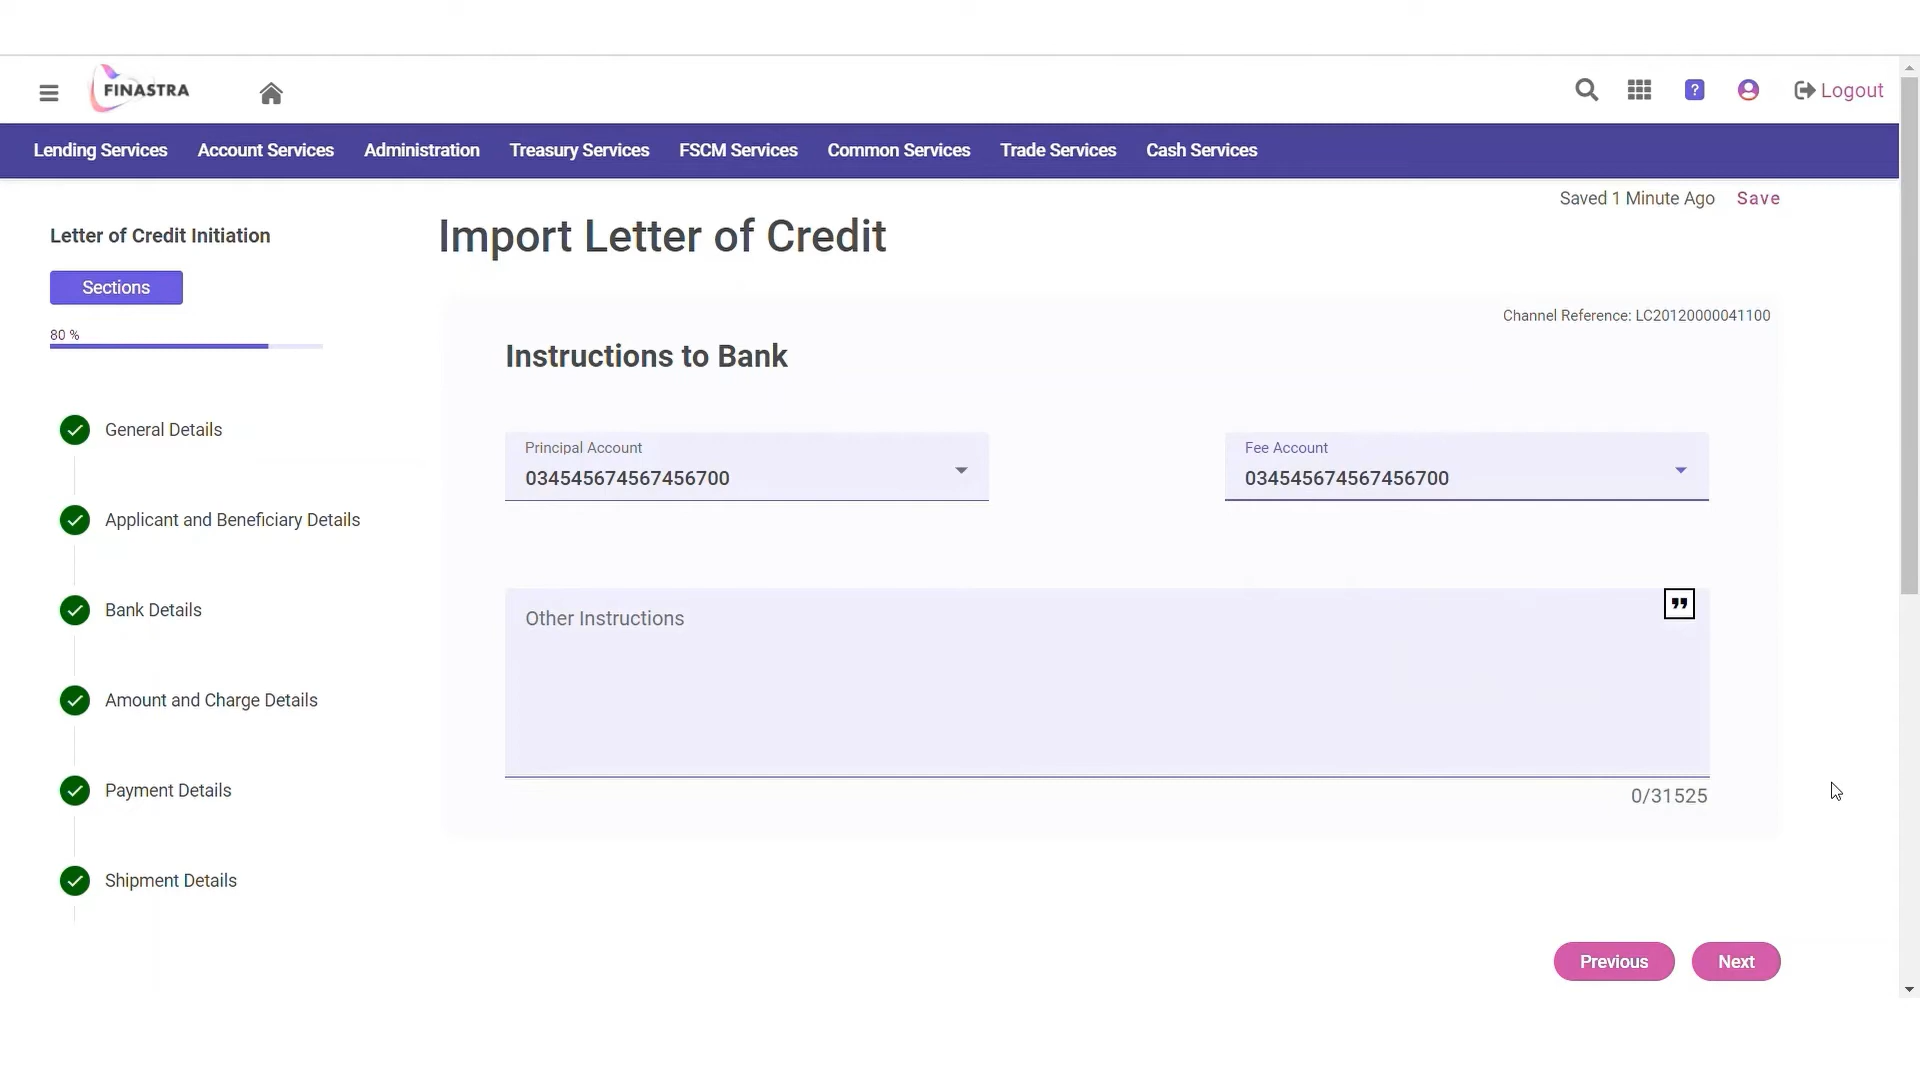 FINASTRA
? Logout
Lending Services Account Services Administration Treasury Services FSCM Services Common Services Trade Services Cash Services
Saved 1 Minute Ago Save
Letter of Credit Initiation
Import Letter of Credit
Sections
80 %
Channel Reference: LC20120000041100
Instructions to Bank
General Details
Principal Account
034545674567456700
Fee Account
034545674567456700
Applicant and Beneficiary Details
Bank Details
Other Instructions
Amount and Charge Details
Payment Details
0/31525
Shipment Details
Previous Next